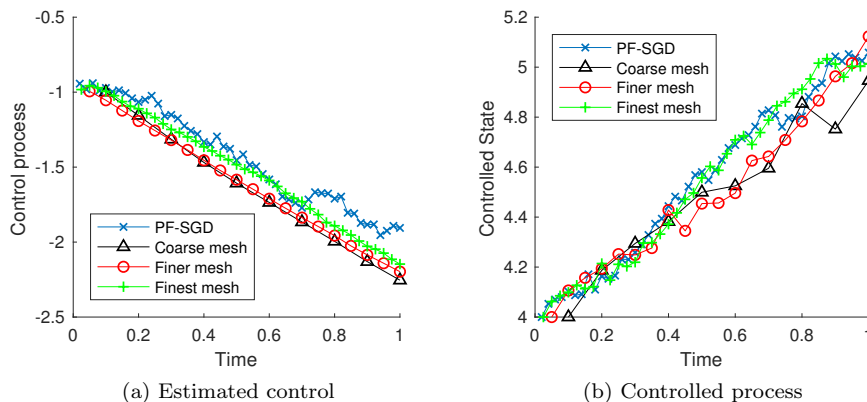 -0.5
-1
-1.5
-2
-2.5
0
0.2
0.4
0.6
0.8
1
Control process
Time
PF-SGD
Coarse mesh
Finer mesh
Finest mesh
(a) Estimated control
5.2
5
4.8
4.6
4.4
4.2
4
0
0.2
0.4
0.6
0.8
1
Controlled State
Time
PF-SGD
Coarse mesh
Finer mesh
Finest mesh
(b) Controlled process